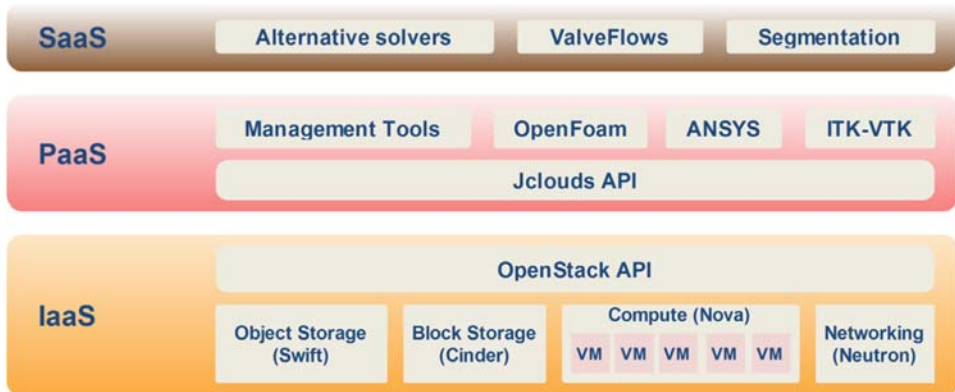 SaaS
Alternative solvers
ValveFlows
Segmentation
PaaS
Management Tools
OpenFoam
ANSYS
ITK-VTK
Jclouds API
IaaS
OpenStack API
Object Storage
(Swift)
Block Storage
(Cinder)
Compute (Nova)
VM VM VM VM VM
Networking
(Neutron)